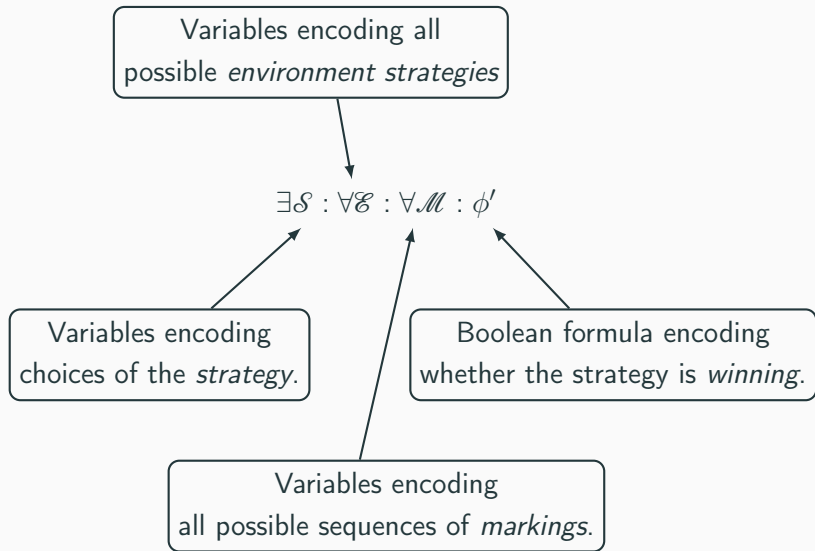 Variables encoding all
possible environment strategies
∃𝒮 : ∀ℰ : ∀ℳ : ϕ′
Variables encoding
choices of the strategy.
Boolean formula encoding
whether the strategy is winning.
Variables encoding
all possible sequences of markings.